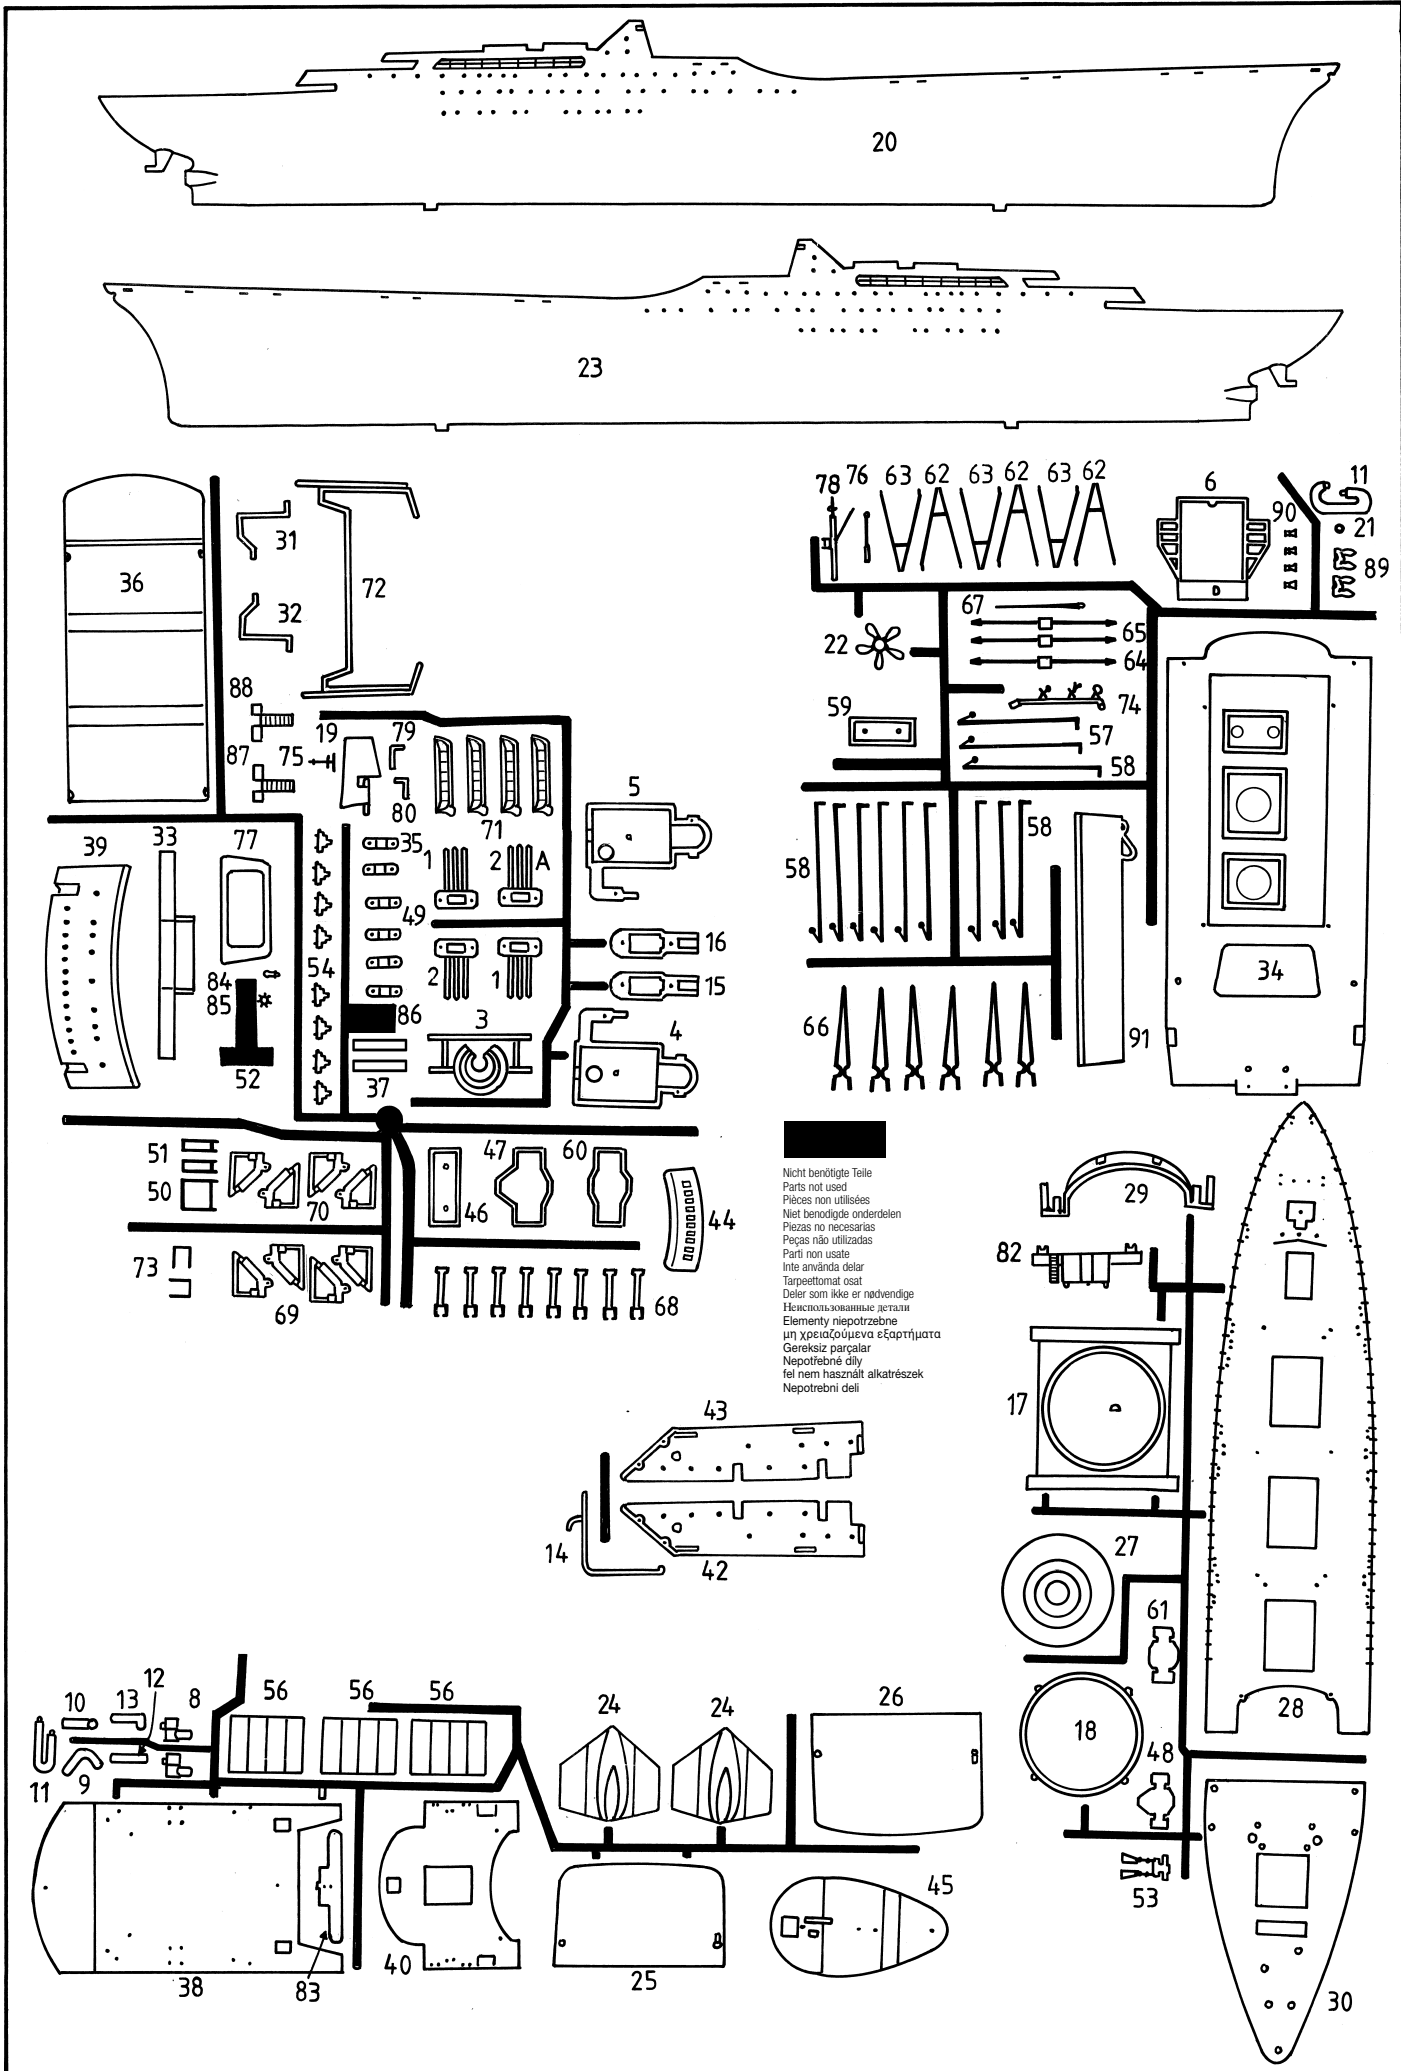 20
23
78 76 63 62 63 62 63 62 6 11
90 21
89
31
36
72
32
67
65
22
64
88
59 74
57
58
19 79
87 75
80
5
39 33 77
35 71
1 2 A
58 58
49
16
54
2 1
15
84
85
34
86
3 4
66 91
52
37
51
47 60
50
70 46
44
29
82
73
69
68
Nicht benötigte Teile
Parts not used
Pièces non utilisées
Niet benodigde onderdelen
Piezas no necesarias
Peças não utilizadas
Parti non usate
Inte använda delar
Tarpeettomat osat
Deler som ikke er nødvendige
Неиспользованные детали
Elementy niepotrzebne
μη χρειαζούμενα εξαρτήματα
Gereksiz parçalar
Nepotřebné díly
fel nem használt alkatrészek
Nepotrebni deli
17
43
14
42
27
61
12
10 13 8 56 56 56
24 24 26
28
18
48
11 9
45
53
38 83 40
25
30